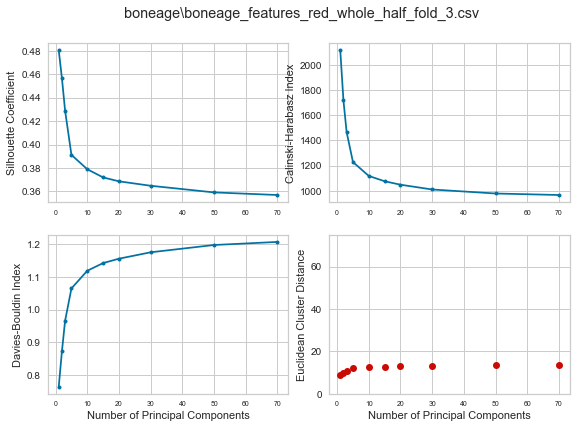 boneage\boneage_features_red_whole_half_fold_3.csv
Silhouette Coefficient
0.48
0.46
0.44
0.42
0.40
0.38
0.36
0 10 20 30 40 50 60 70
Calinski-Harabasz Index
2000
1800
1600
1400
1200
1000
0 10 20 30 40 50 60 70
Davies-Bouldin Index
1.2
1.1
1.0
0.9
0.8
0 10 20 30 40 50 60 70
Number of Principal Components
Euclidean Cluster Distance
60
40
20
0
0 10 20 30 40 50 60 70
Number of Principal Components